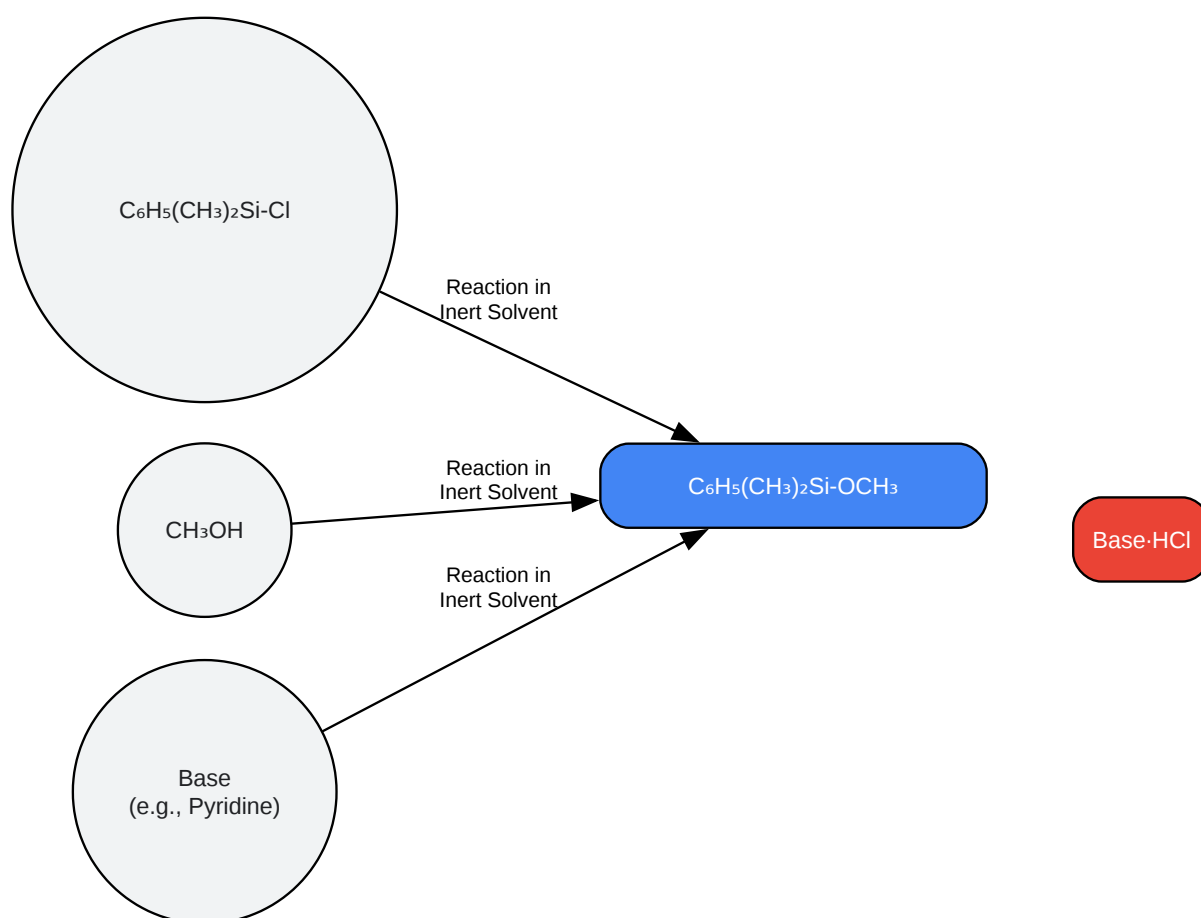 C₆H₅(CH₃)₂Si-Cl
Reaction in
Inert Solvent
Reaction in
Inert Solvent
C₆H₅(CH₃)₂Si-OCH₃
CH₃OH
Base·HCl
Reaction in
Inert Solvent
Base
(e.g., Pyridine)